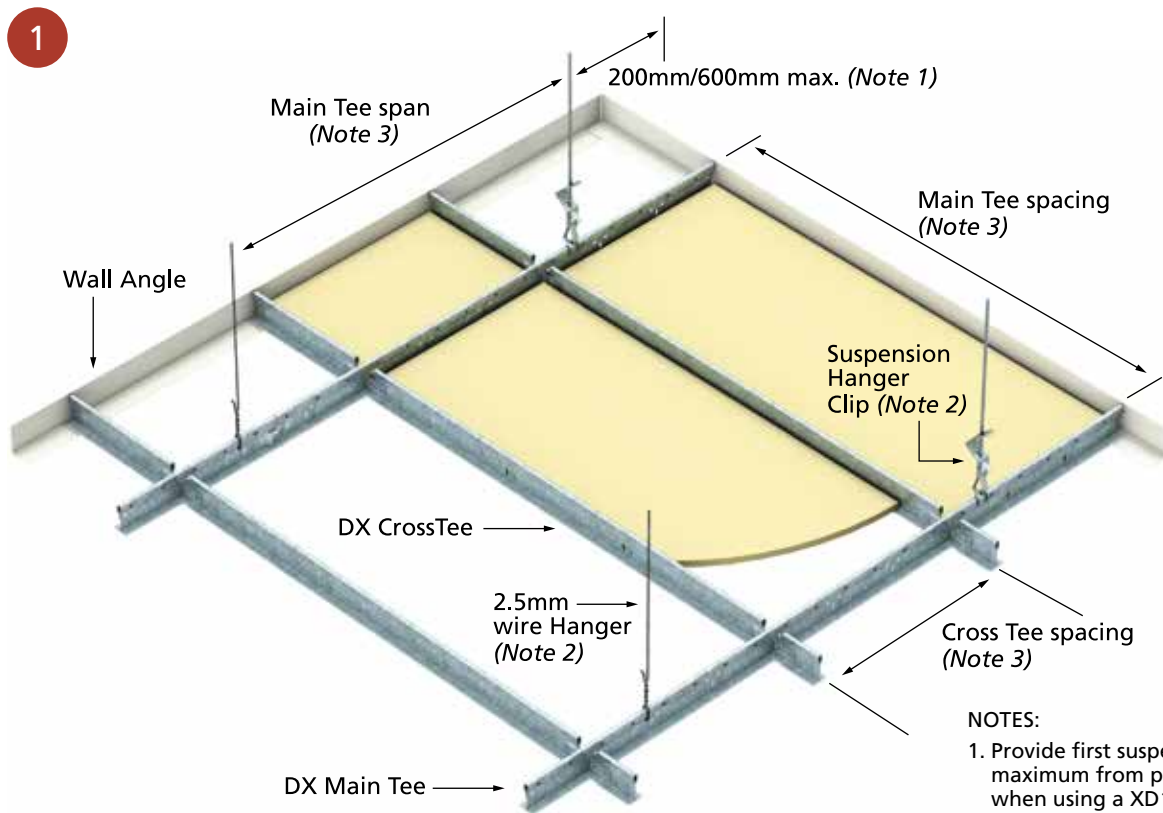 1
200mm/600mm max. (Note 1)
Main Tee span
(Note 3)
Main Tee spacing
(Note 3)
Wall Angle
Suspension
Hanger
Clip (Note 2)
DX CrossTee
2.5mm
wire Hanger
(Note 2)
Cross Tee spacing
(Note 3)
DX Main Tee
NOTES:
1. Provide first suspe
maximum from p
when using a XD